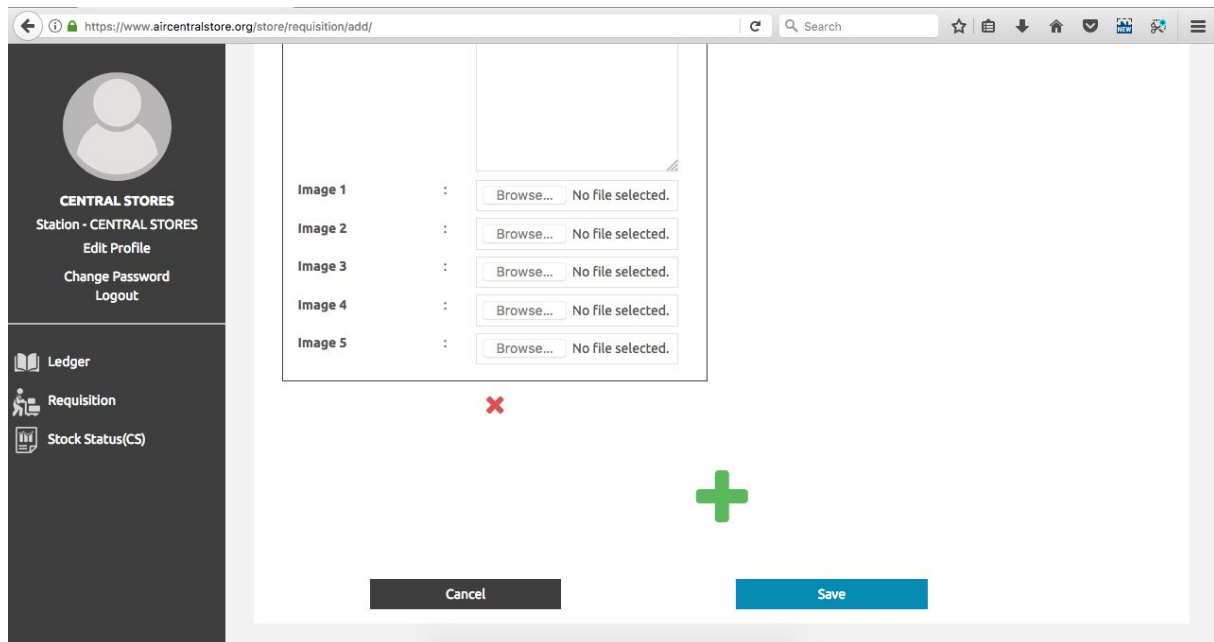 https://www.aircentralstore.org/store/requisition/add/
Search
NEW
CENTRAL STORES
Station - CENTRAL STORES
Edit Profile
Change Password
Logout
Ledger
Requisition
Stock Status(CS)
Image 1 : Browse... No file selected.
Image 2 : Browse... No file selected.
Image 3 : Browse... No file selected.
Image 4 : Browse... No file selected.
Image 5 : Browse... No file selected.
Cancel
Save